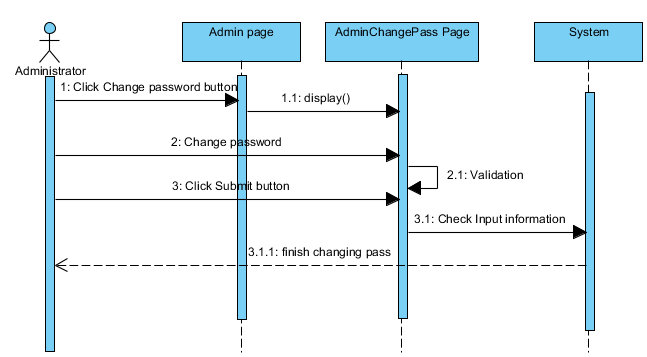 Admin page
AdminChangePass Page
System
Administrator
1: Click Change password button
1.1: display()
2: Change password
2.1: Validation
3: Click Submit button
3.1: Check Input information
3.1.1: finish changing pass